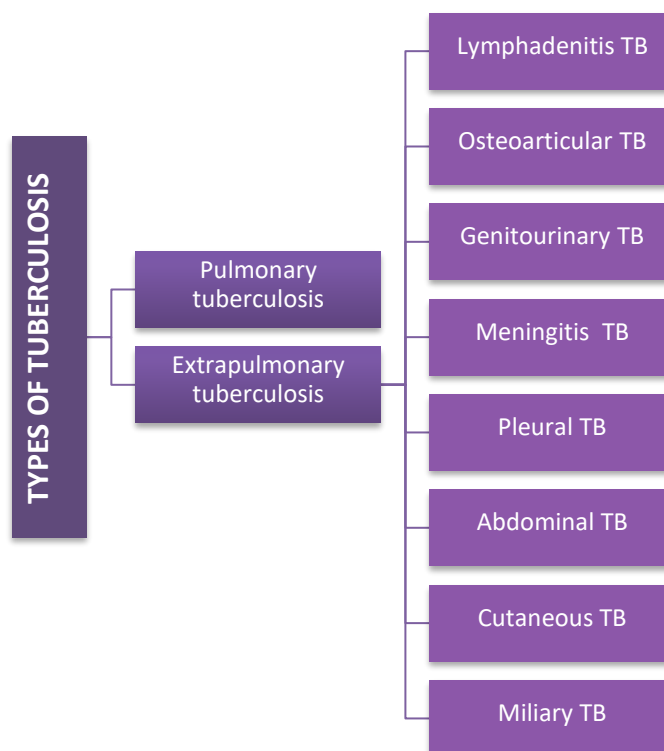 TYPES OF TUBERCULOSIS
Pulmonary
tuberculosis
Extrapulmonary
tuberculosis
Lymphadenitis TB
Osteoarticular TB
Genitourinary TB
Meningitis  TB
Pleural TB
Abdominal TB
Cutaneous TB
Miliary TB